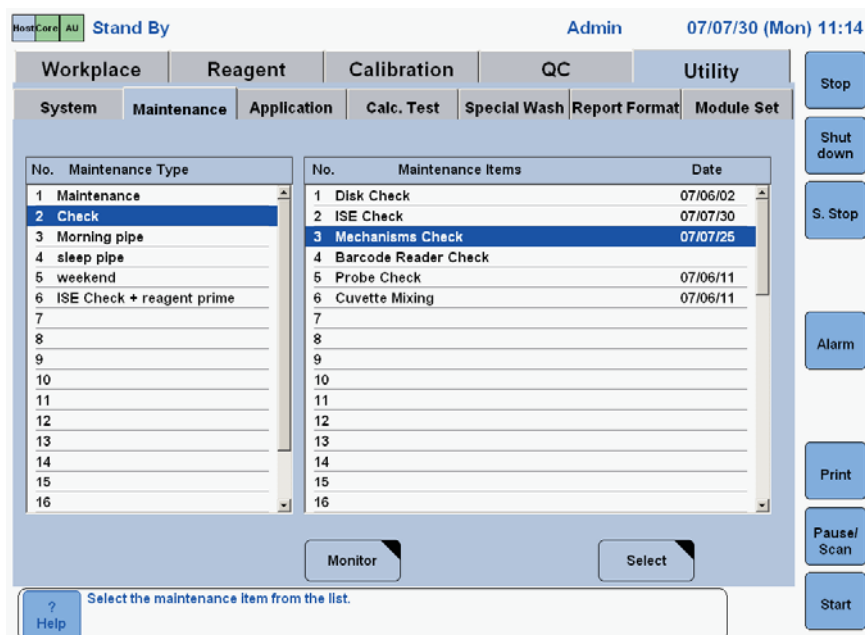 Host Core AU Stand By Admin 07/07/30 (Mon) 11:14
Workplace Reagent Calibration QC Utility
System Maintenance Application Calc. Test Special Wash Report Format Module Set
Stop
Shut
down
S. Stop
Alarm
Print
Pause/
Scan
Start
No. Maintenance Type
1 Maintenance
2 Check
3 Morning pipe
4 sleep pipe
5 weekend
6 ISE Check + reagent prime
7
8
9
10
11
12
13
14
15
16
No. Maintenance Items Date
1 Disk Check 07/06/02
2 ISE Check 07/07/30
3 Mechanisms Check 07/07/25
4 Barcode Reader Check
5 Probe Check 07/06/11
6 Cuvette Mixing 07/06/11
7
8
9
10
11
12
13
14
15
16
Monitor Select
?
Help
Select the maintenance item from the list.